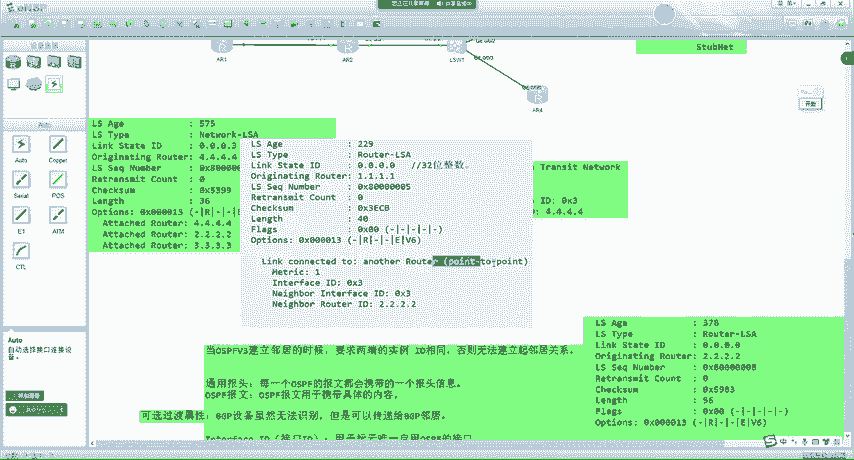 eNSP
StubNet
AR1
AR2
LSW1
AR4
LS Age : 575
LS Type : Network-LSA
Link State ID : 0.0.0.3
Originating Router: 4.4.4.4
LS Seq Number
Retransmit Count : 0
Checksum : 0x5399
Length : 36
Options: 0x000013 (-|R|-|-|E
Attached Router: 4.4.4.4
Attached Router: 2.2.2.2
Attached Router: 3.3.3.3
LS Age : 229
LS Type : Router-LSA
Link State ID : 0.0.0.0 //32位整数。
Originating Router: 1.1.1.1
LS Seq Number : 0x80000005
Retransmit Count : 0
Checksum : 0x3ECB
Length : 40
Flags : 0x00 (-|-|-|-|-)
Options: 0x000013 (-|R|-|-|E|V6)
Link connected to: another Router (point-to-point)
Metric: 1
Interface ID: 0x3
Neighbor Interface ID: 0x3
Neighbor Router ID: 2.2.2.2
Transit Network
ID: 0x3
: 4.4.4.4
Auto
Auto
Copper
Serial
POS
E1
ATM
CTL
Auto
自动选择接口连接设备。
当OSPFV3建立邻居的时候，要求两端的实例 ID相同，否则无法建立起邻居关系。
通用报头：每一个OSPF的报文都会携带的一个报头信息。
OSPF报文：OSPF报文用于携带具体的内容。
可选过渡属性：BGP设备虽然无法识别，但是可以传递给BGP邻居。
Interface ID（接口ID）：用于标示唯一启用OSPF的接口
LS Age : 378
LS Type : Router-LSA
Link State ID : 0.0.0.0
Originating Router: 2.2.2.2
LS Seq Number : 0x80000008
Retransmit Count : 0
Checksum : 0x5983
Length : 56
Flags : 0x00 (-|-|-|-|-)
Options: 0x000013 (-|R|-|-|E|V6)